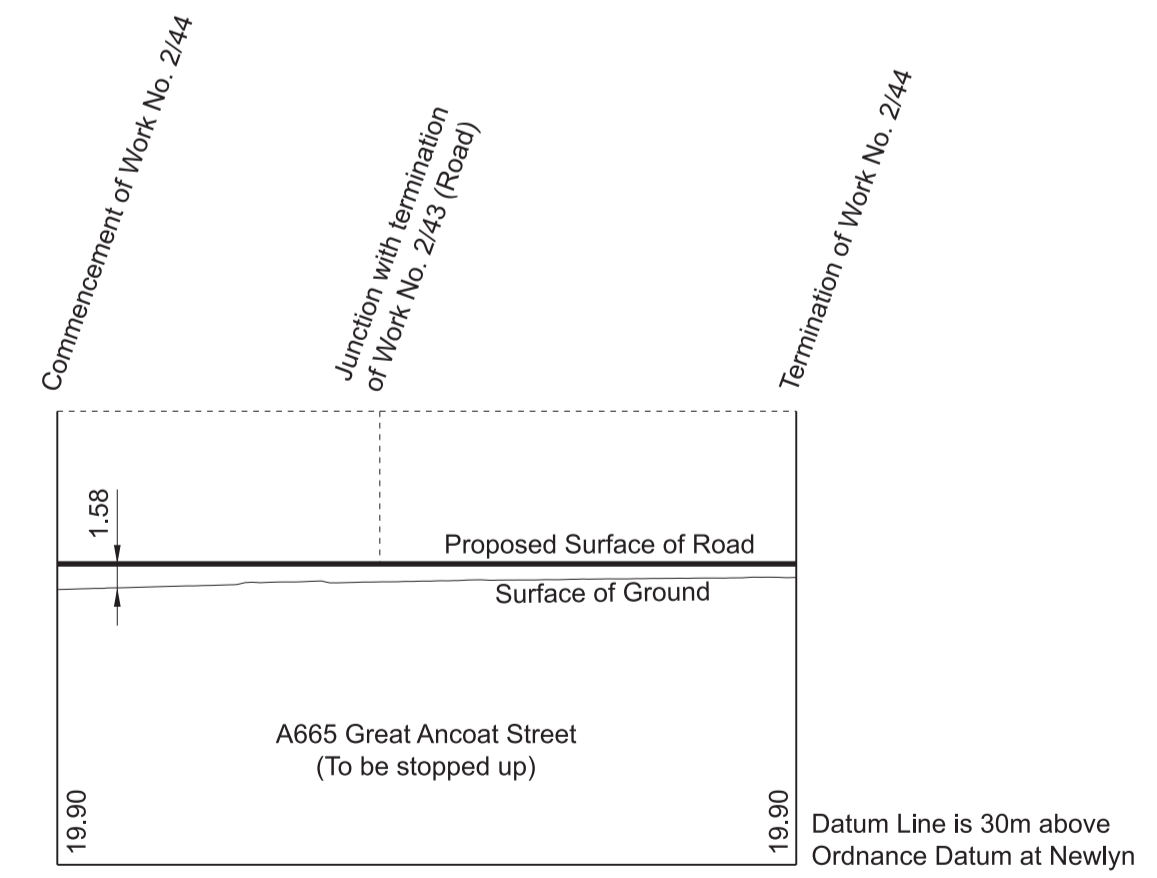 Commencement of Work No. 2/44
Junction with termination
of Work No. 2/43 (Road)
Termination of Work No. 2/44
1.58
Proposed Surface of Road
Surface of Ground
A665 Great Ancoat Street
(To be stopped up)
19.90
19.90
Datum Line is 30m above
Ordnance Datum at Newlyn